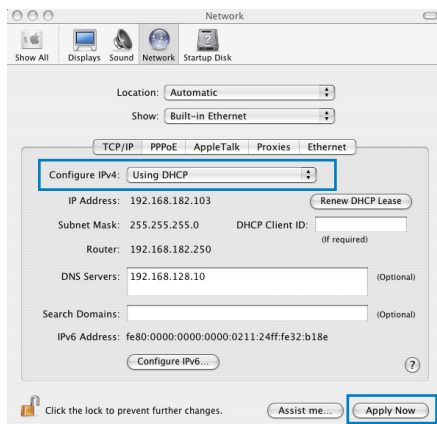 Network
Show All Displays Sound Network Startup Disk
Location: Automatic
Show: Built-in Ethernet
TCP/IP PPPoE AppleTalk Proxies Ethernet
Configure IPv4: Using DHCP
IP Address: 192.168.182.103 Renew DHCP Lease
Subnet Mask: 255.255.255.0 DHCP Client ID:
(If required)
Router: 192.168.182.250
DNS Servers: 192.168.128.10 (Optional)
Search Domains: (Optional)
IPv6 Address: fe80:0000:0000:0000:0211:24ff:fe32:b18e
Configure IPv6... ?
Click the lock to prevent further changes. Assist me... Apply Now